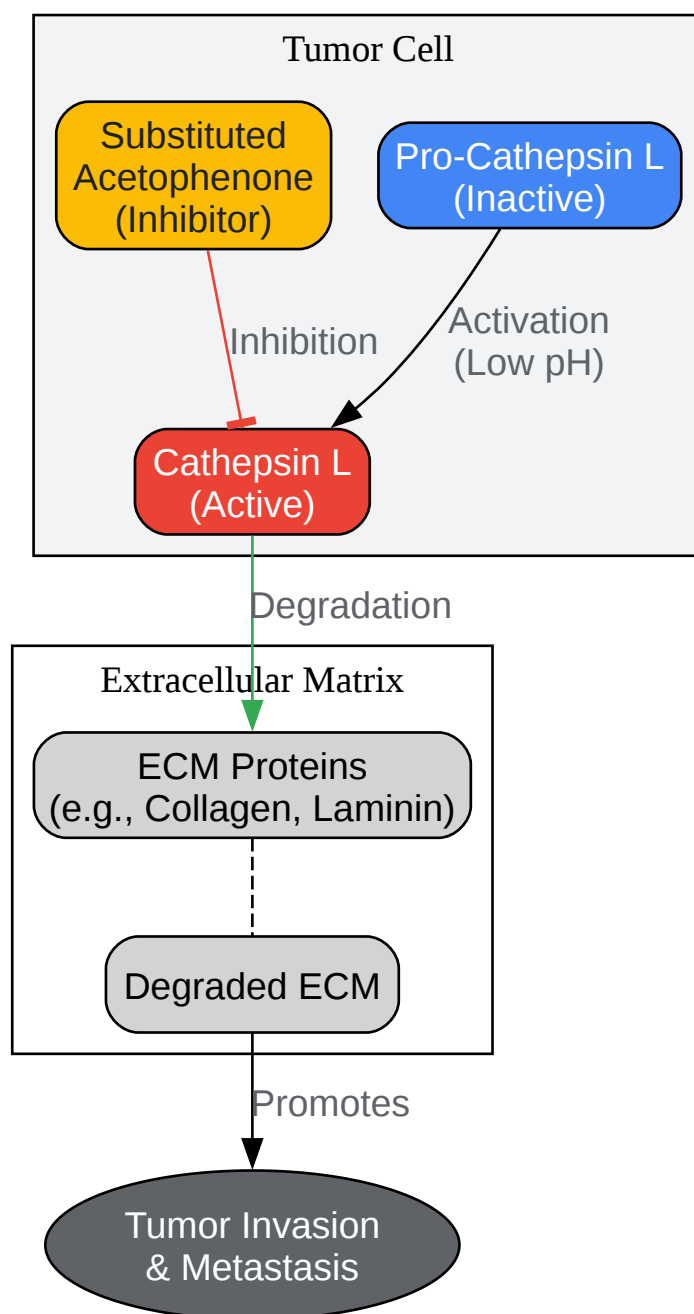 Tumor Cell
Substituted
Acetophenone
(Inhibitor)
Pro-Cathepsin L
(Inactive)
Inhibition
Activation
(Low pH)
Cathepsin L
(Active)
Degradation
Extracellular Matrix
ECM Proteins
(e.g., Collagen, Laminin)
Degraded ECM
Promotes
Tumor Invasion
& Metastasis